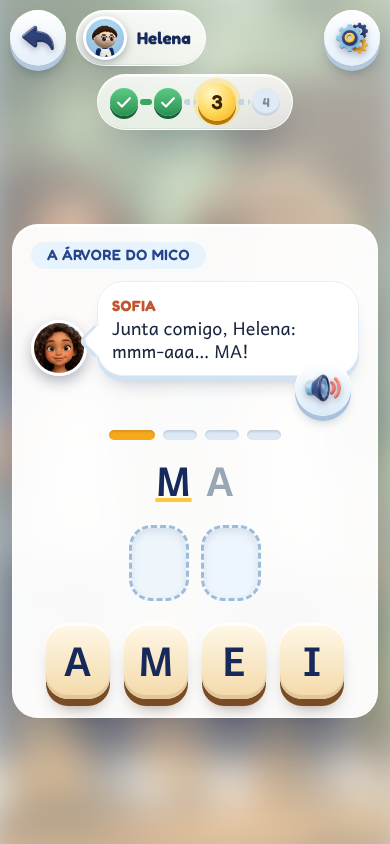 Helena
3
4
A ÁRVORE DO MICO
SOFIA
Junta comigo, Helena:
mmm-aaa... MA!
M A
A M E I